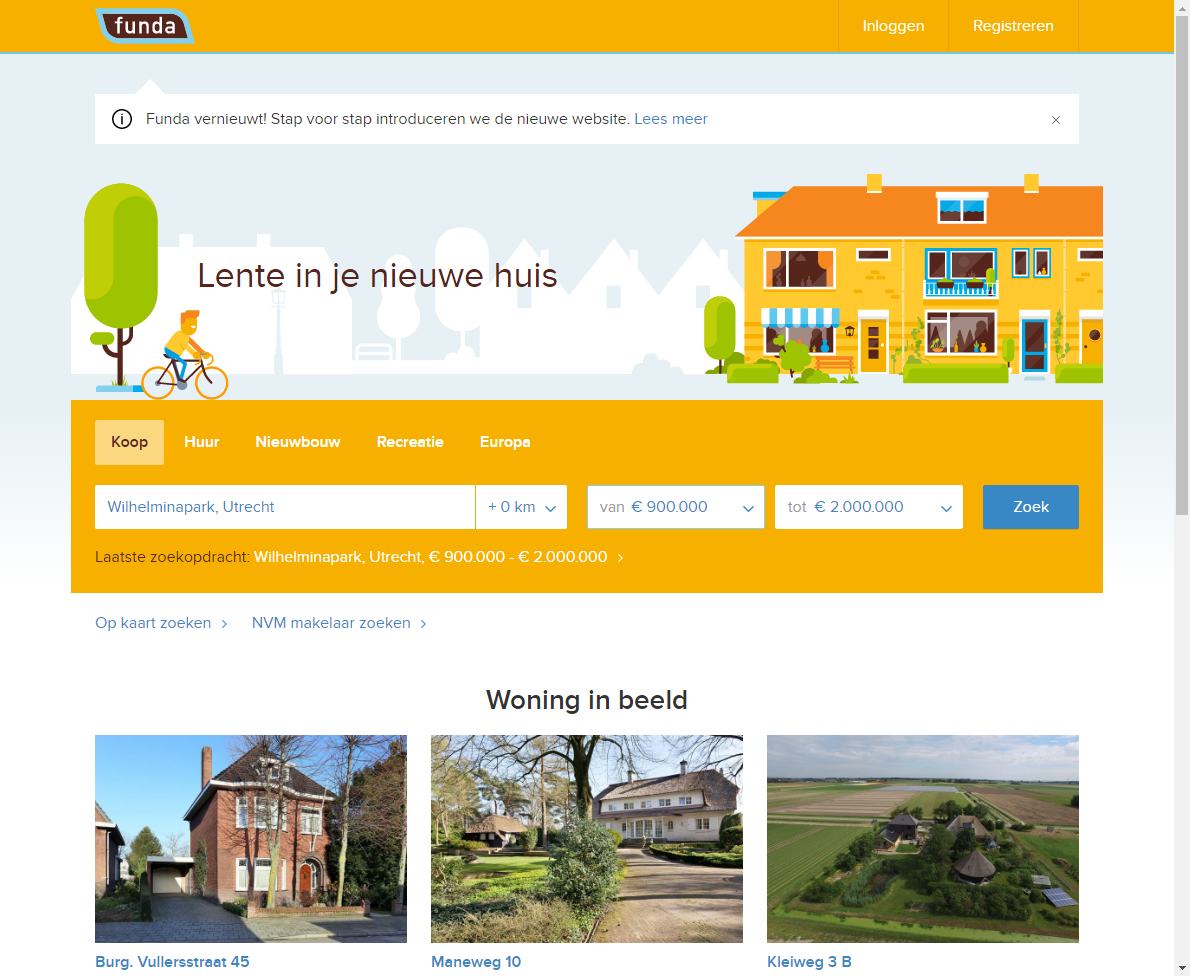 funda
Inloggen
Registreren
Funda vernieuwt! Stap voor stap introduceren we de nieuwe website. Lees meer
Lente in je nieuwe huis
Koop
Huur
Nieuwbouw
Recreatie
Europa
Wilhelminapark, Utrecht
+ 0 km
van € 900.000
tot € 2.000.000
Zoek
Laatste zoekopdracht: Wilhelminapark, Utrecht, € 900.000 - € 2.000.000
Op kaart zoeken
NVM makelaar zoeken
Woning in beeld
Burg. Vullersstraat 45
Maneweg 10
Kleiweg 3 B